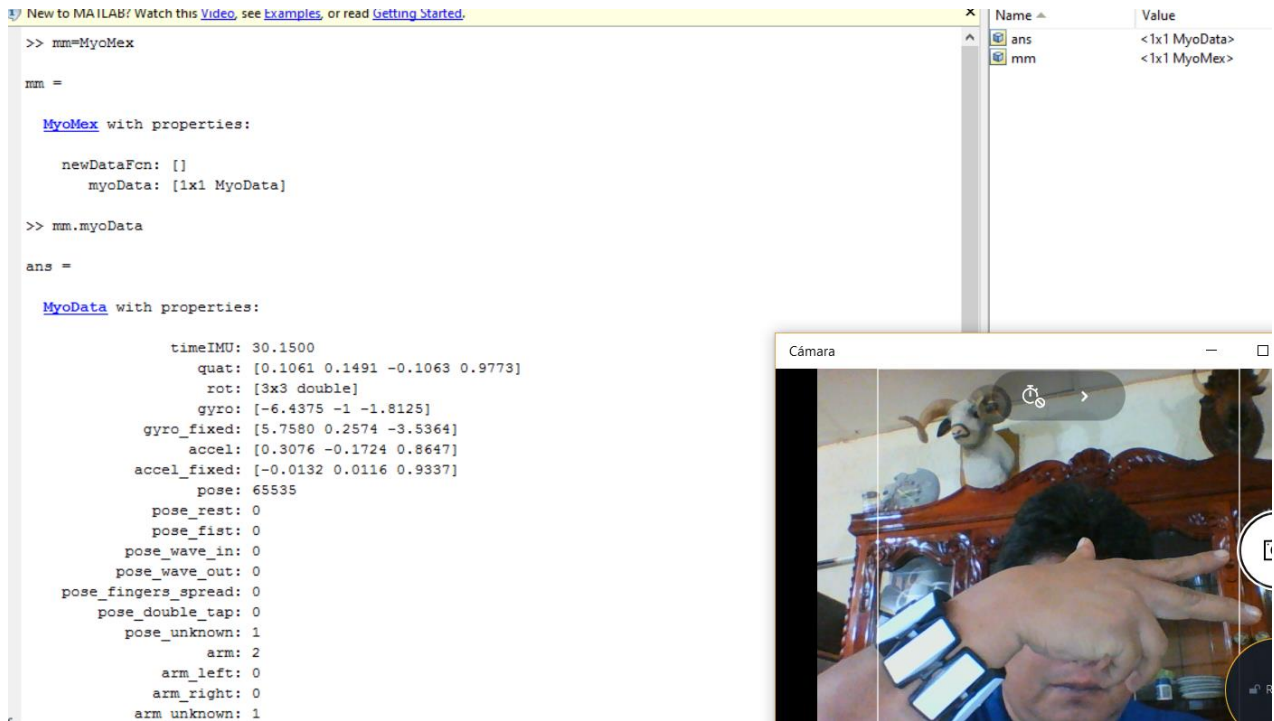 New to MATLAB? Watch this Video, see Examples, or read Getting Started.
>> mm=MyoMex
mm =
MyoMex with properties:
newDataFcn: []
myoData: [1x1 MyoData]
>> mm.myoData
ans =
MyoData with properties:
timeIMU: 30.1500
quat: [0.1061 0.1491 -0.1063 0.9773]
rot: [3x3 double]
gyro: [-6.4375 -1 -1.8125]
gyro_fixed: [5.7580 0.2574 -3.5364]
accel: [0.3076 -0.1724 0.8647]
accel_fixed: [-0.0132 0.0116 0.9337]
pose: 65535
pose_rest: 0
pose_fist: 0
pose_wave_in: 0
pose_wave_out: 0
pose_fingers_spread: 0
pose_double_tap: 0
pose_unknown: 1
arm: 2
arm_left: 0
arm_right: 0
arm_unknown: 1
Name Value
ans <1x1 MyoData>
mm <1x1 MyoMex>
Cámara
R